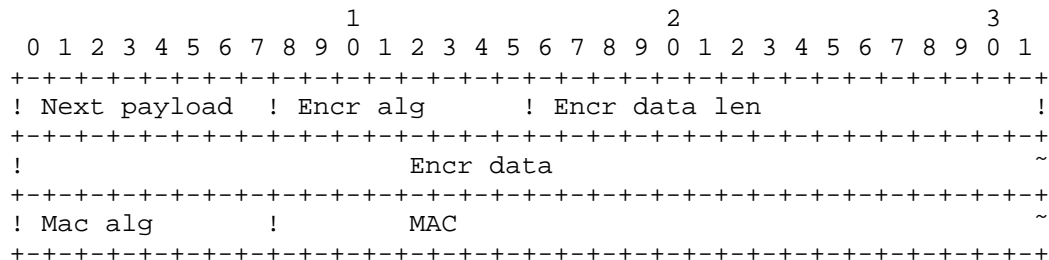 1                   2                   3
 0 1 2 3 4 5 6 7 8 9 0 1 2 3 4 5 6 7 8 9 0 1 2 3 4 5 6 7 8 9 0 1
+-+-+-+-+-+-+-+-+-+-+-+-+-+-+-+-+-+-+-+-+-+-+-+-+-+-+-+-+-+-+-+-+
! Next payload  ! Encr alg      ! Encr data len                 !
+-+-+-+-+-+-+-+-+-+-+-+-+-+-+-+-+-+-+-+-+-+-+-+-+-+-+-+-+-+-+-+-+
!                        Encr data                              ~
+-+-+-+-+-+-+-+-+-+-+-+-+-+-+-+-+-+-+-+-+-+-+-+-+-+-+-+-+-+-+-+-+
! Mac alg       !        MAC                                    ~
+-+-+-+-+-+-+-+-+-+-+-+-+-+-+-+-+-+-+-+-+-+-+-+-+-+-+-+-+-+-+-+-+